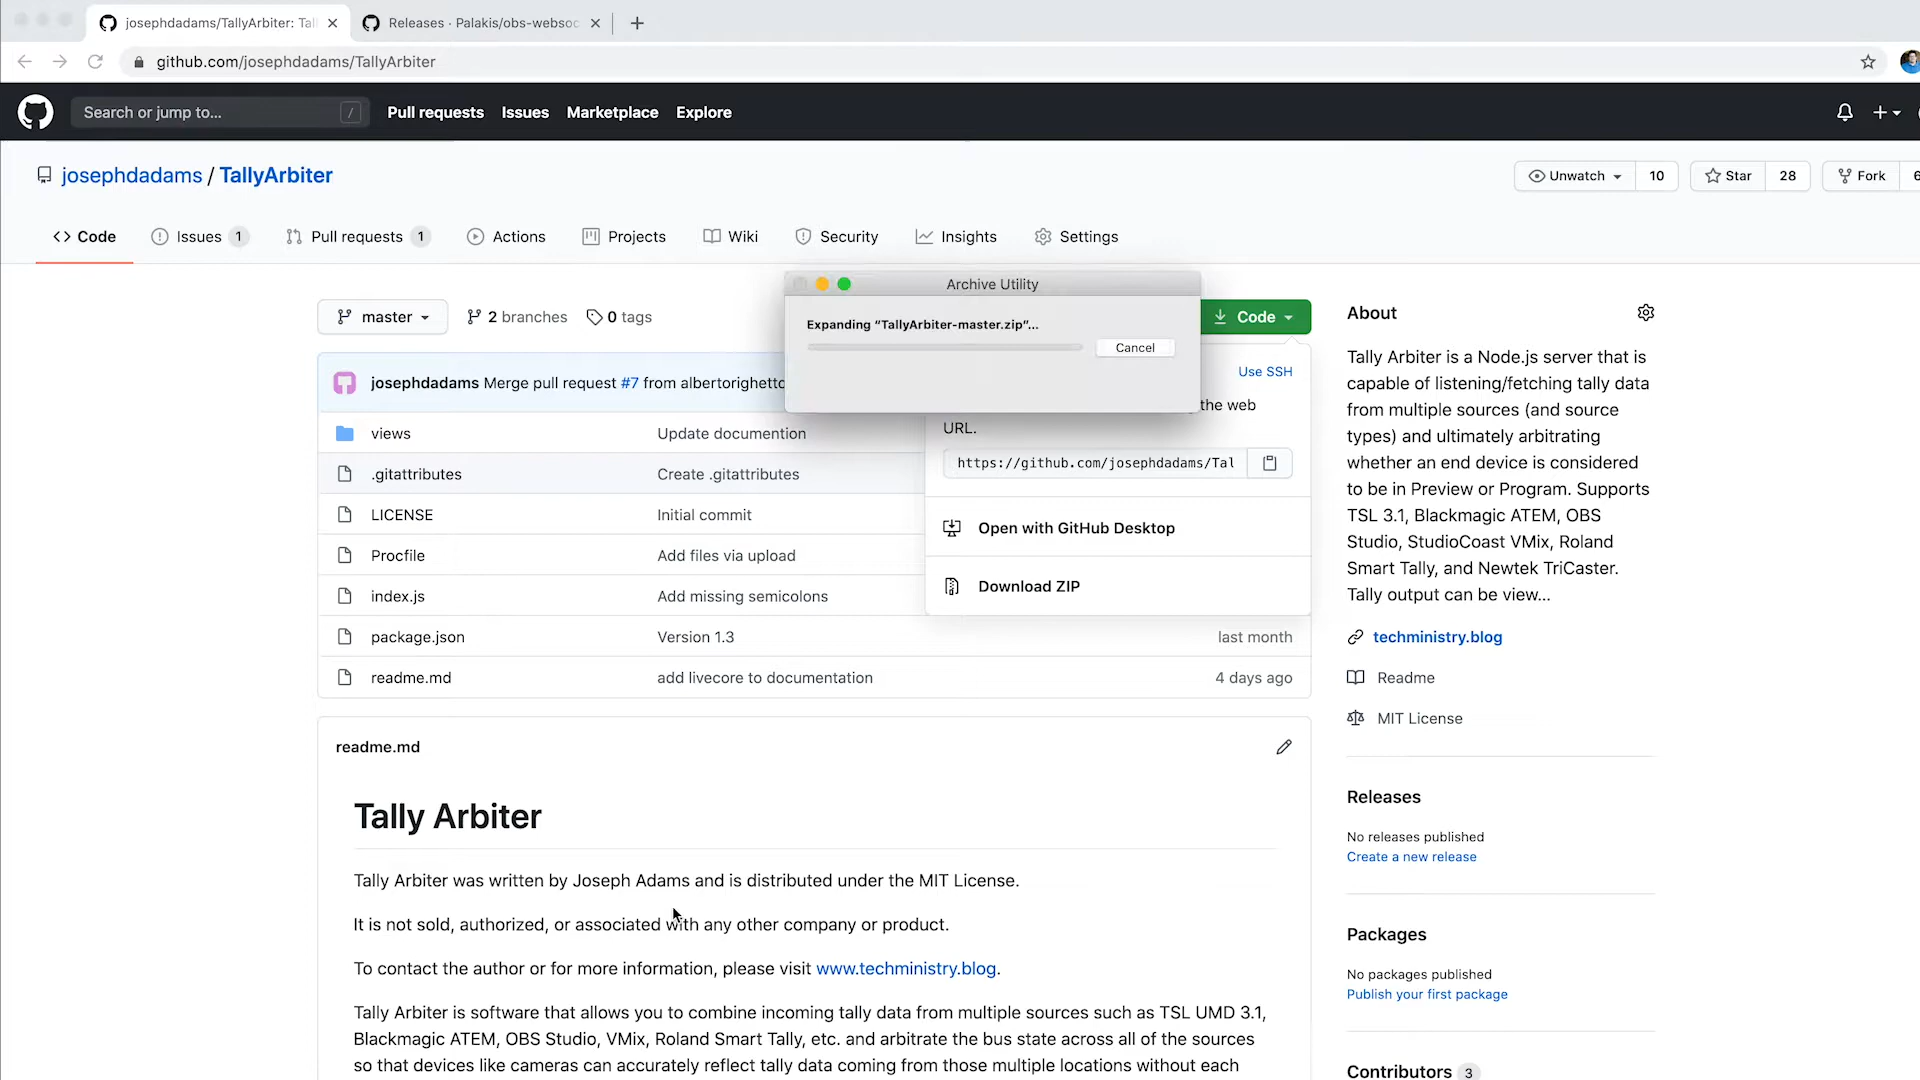 josephdadams/TallyArbiter: Tal
Releases · Palakis/obs-websoc
github.com/josephdadams/TallyArbiter
Search or jump to...
/
Pull requests
Issues
Marketplace
Explore
josephdadams / TallyArbiter
Unwatch
10
Star
28
Fork
6
Code
Issues 1
Pull requests 1
Actions
Projects
Wiki
Security
Insights
Settings
Archive Utility
Expanding “TallyArbiter-master.zip”...
Cancel
master
2 branches
0 tags
Code
josephdadams Merge pull request #7 from albertorighetto
Use SSH
the web
URL.
https://github.com/josephdadams/Tal
Open with GitHub Desktop
Download ZIP
views
Update documention
.gitattributes
Create .gitattributes
LICENSE
Initial commit
Procfile
Add files via upload
index.js
Add missing semicolons
package.json
Version 1.3
last month
readme.md
add livecore to documentation
4 days ago
readme.md
Tally Arbiter
Tally Arbiter was written by Joseph Adams and is distributed under the MIT License.
It is not sold, authorized, or associated with any other company or product.
To contact the author or for more information, please visit www.techministry.blog.
Tally Arbiter is software that allows you to combine incoming tally data from multiple sources such as TSL UMD 3.1,
Blackmagic ATEM, OBS Studio, VMix, Roland Smart Tally, etc. and arbitrate the bus state across all of the sources
so that devices like cameras can accurately reflect tally data coming from those multiple locations without each
About
Tally Arbiter is a Node.js server that is
capable of listening/fetching tally data
from multiple sources (and source
types) and ultimately arbitrating
whether an end device is considered
to be in Preview or Program. Supports
TSL 3.1, Blackmagic ATEM, OBS
Studio, StudioCoast VMix, Roland
Smart Tally, and Newtek TriCaster.
Tally output can be view...
techministry.blog
Readme
MIT License
Releases
No releases published
Create a new release
Packages
No packages published
Publish your first package
Contributors 3